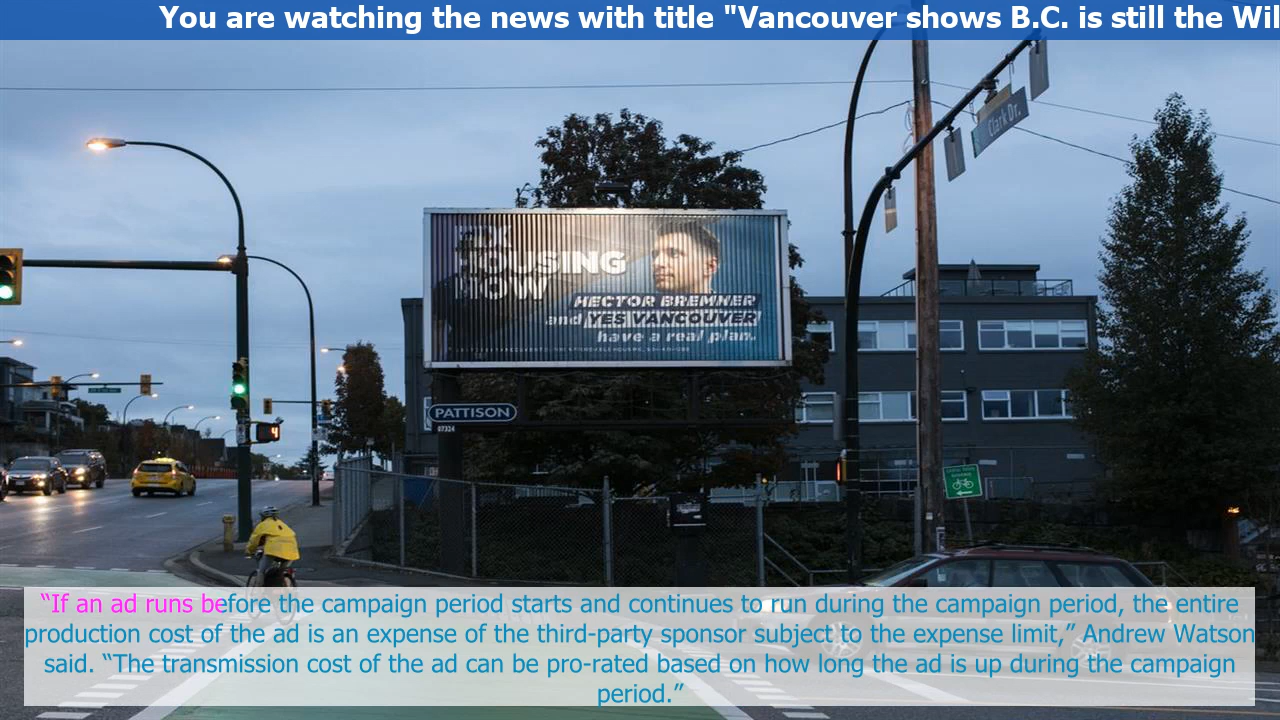 You are watching the news with title "Vancouver shows B.C. is still the Wil
Clark Dr.
HOUSING
NOW
HECTOR BREMNER
and YES VANCOUVER
have a real plan.
PATTISON
07324
4
“If an ad runs before the campaign period starts and continues to run during the campaign period, the entire
production cost of the ad is an expense of the third-party sponsor subject to the expense limit,” Andrew Watson
said. “The transmission cost of the ad can be pro-rated based on how long the ad is up during the campaign
period.”